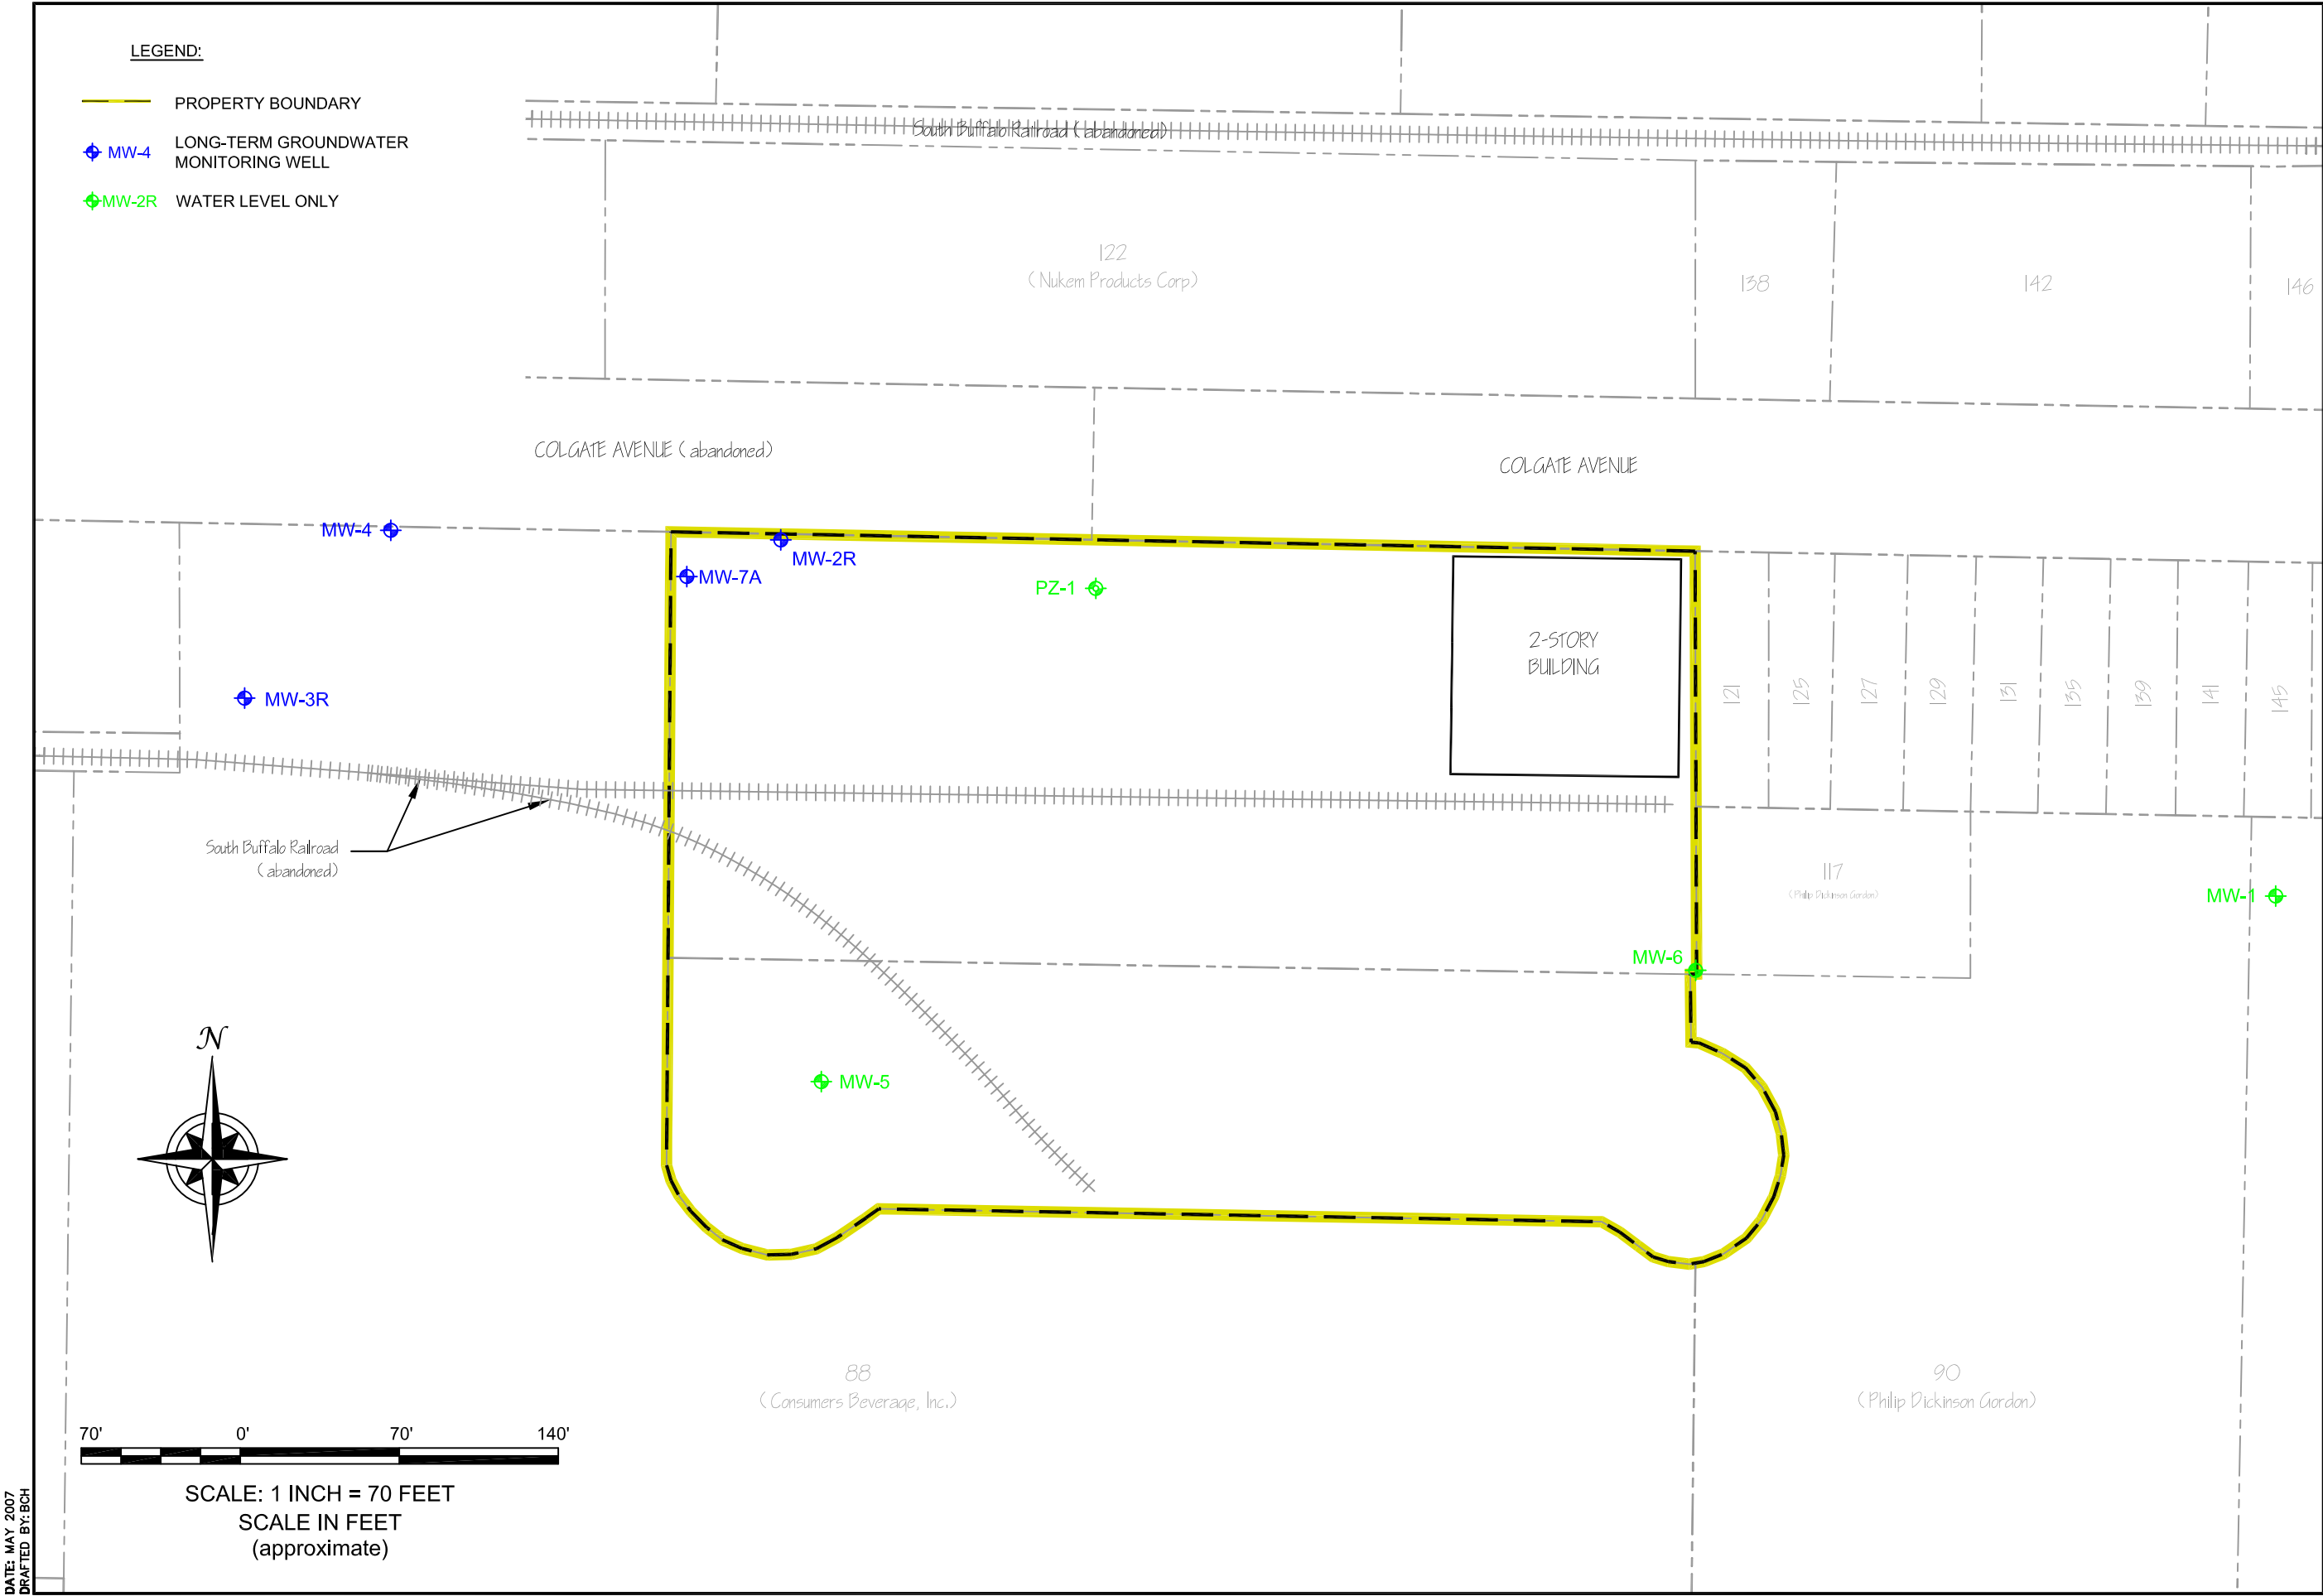 LEGEND:
PROPERTY BOUNDARY
MW-4
LONG-TERM GROUNDWATER
MONITORING WELL
MW-2R
WATER LEVEL ONLY
South Buffalo Railroad (abandoned)
122
(Nukem Products Corp)
138
142
146
COLGATE AVENUE (abandoned)
COLGATE AVENUE
MW-4
MW-2R
MW-7A
PZ-1
2-STORY
BUILDING
MW-3R
121
125
127
129
131
135
139
141
145
South Buffalo Railroad
(abandoned)
117
(Philip Dickinson Gordon)
MW-1
MW-6
N
MW-5
88
(Consumers Beverage, Inc.)
90
(Philip Dickinson Gordon)
70' 0' 70' 140'
SCALE: 1 INCH = 70 FEET
SCALE IN FEET
(approximate)
DATE: MAY 2007
DRAFTED BY: BCH